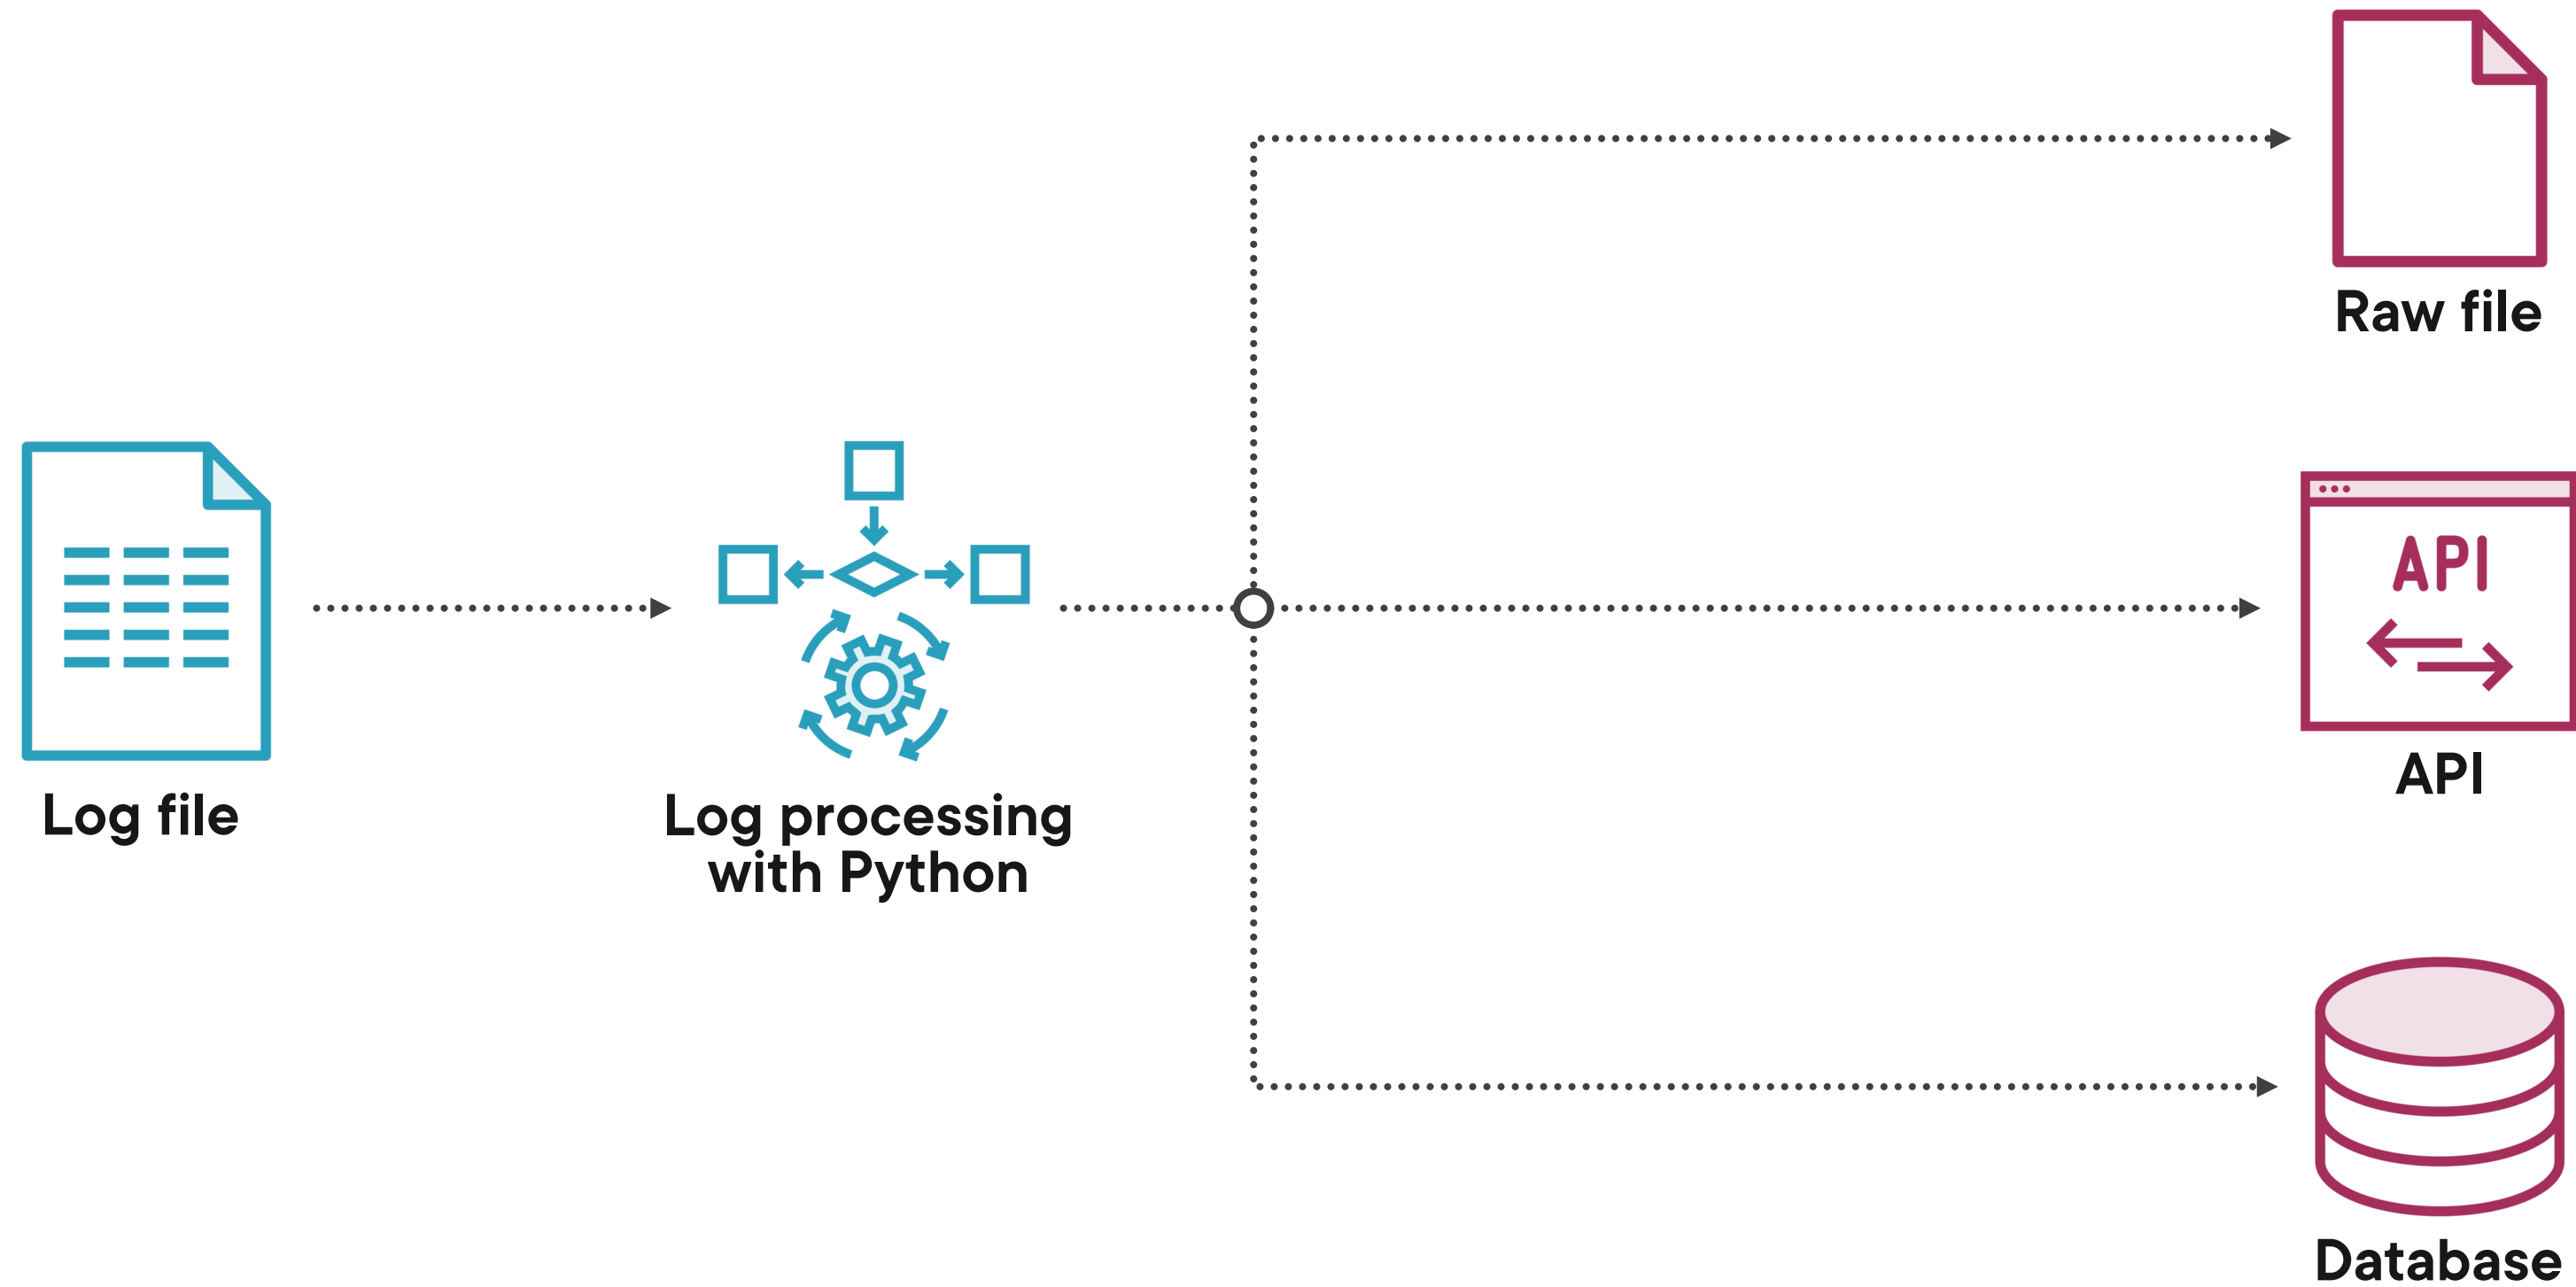 Raw file
API
API
Log file
Log processing
with Python
Database